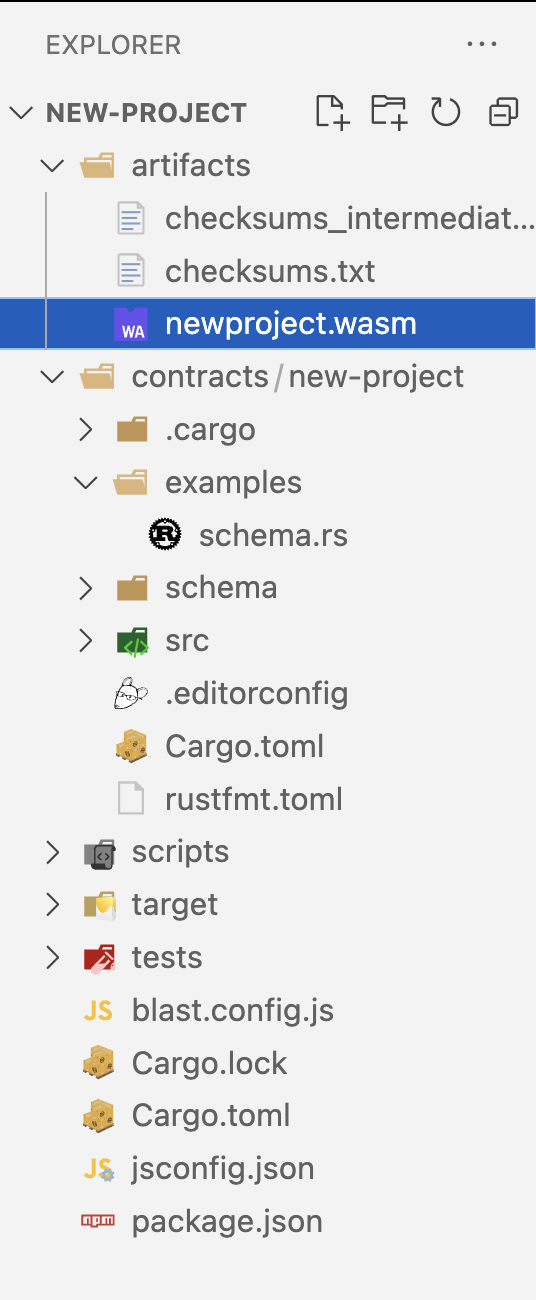 EXPLORER
NEW-PROJECT
artifacts
checksums_intermediat...
checksums.txt
WA newproject.wasm
contracts/new-project
.cargo
examples
R schema.rs
schema
src
.editorconfig
Cargo.toml
rustfmt.toml
scripts
target
tests
JS blast.config.js
Cargo.lock
Cargo.toml
JS jsconfig.json
npm package.json